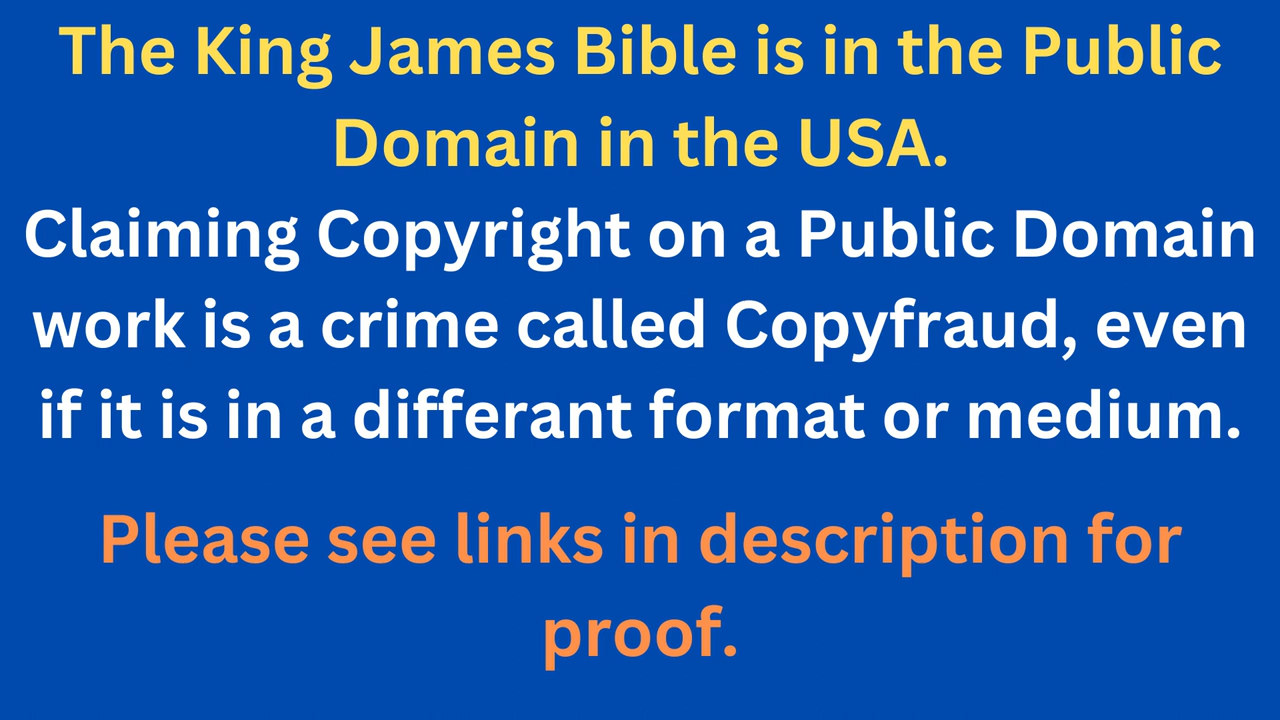 The King James Bible is in the Public
Domain in the USA.
Claiming Copyright on a Public Domain
work is a crime called Copyfraud, even
if it is in a differant format or medium.
Please see links in description for
proof.